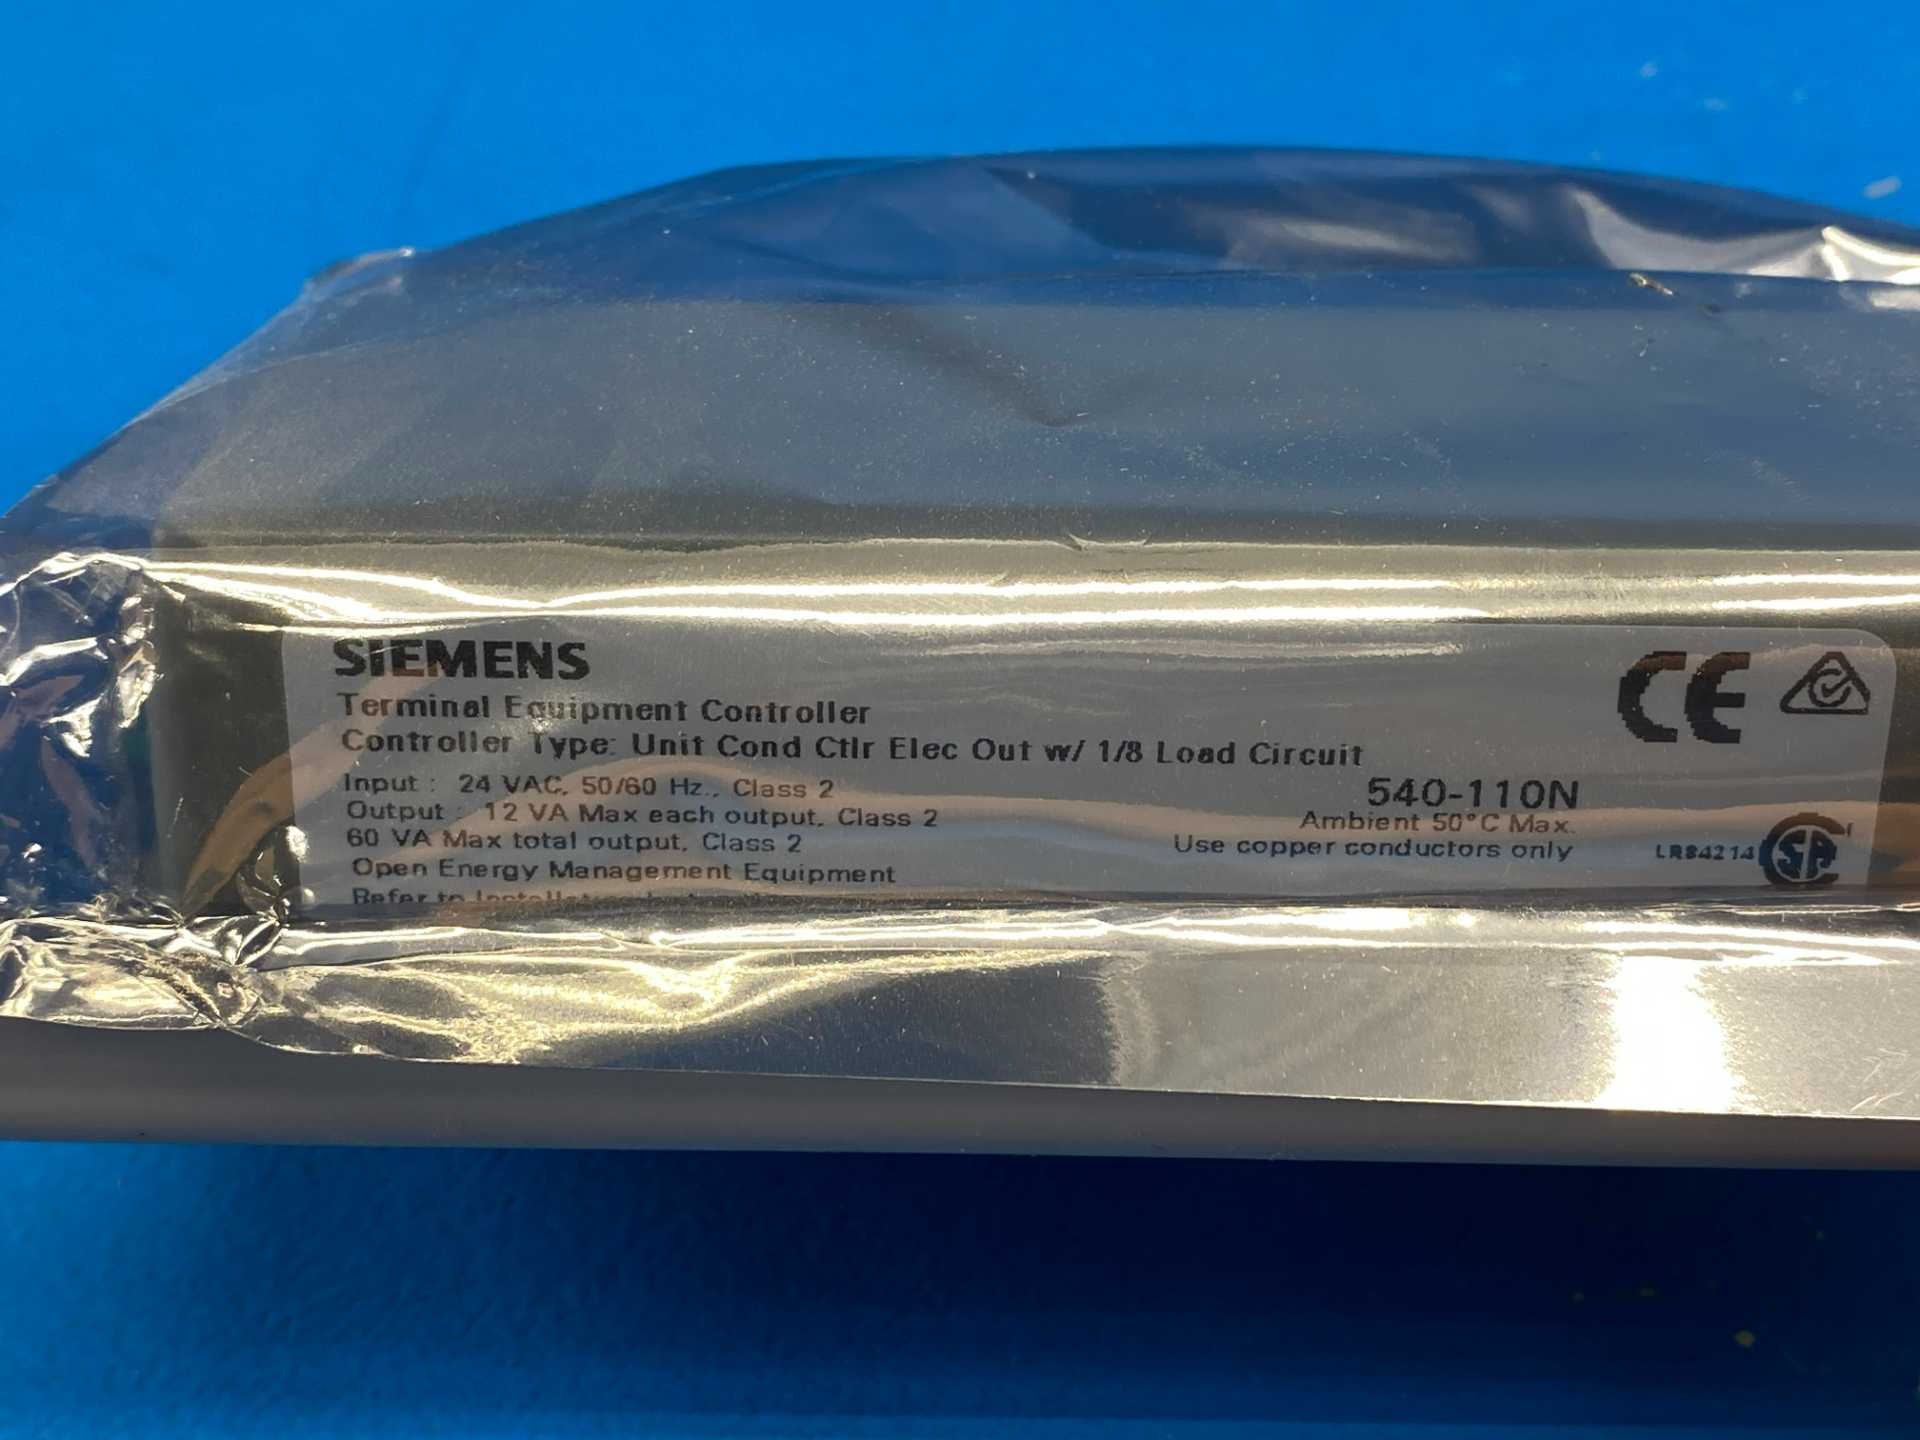 SIEMENS
Terminal Equipment Controller
Controller Type: Unit Cond Ctlr Elec Out w/ 1/8 Load Circuit
Input : 24 VAC, 50/60 Hz., Class 2
Output : 12 VA Max each output, Class 2
60 VA Max total output, Class 2
Open Energy Management Equipment
Refer to
CE
540-110N
Ambient 50°C Max.
Use copper conductors only
LR84214